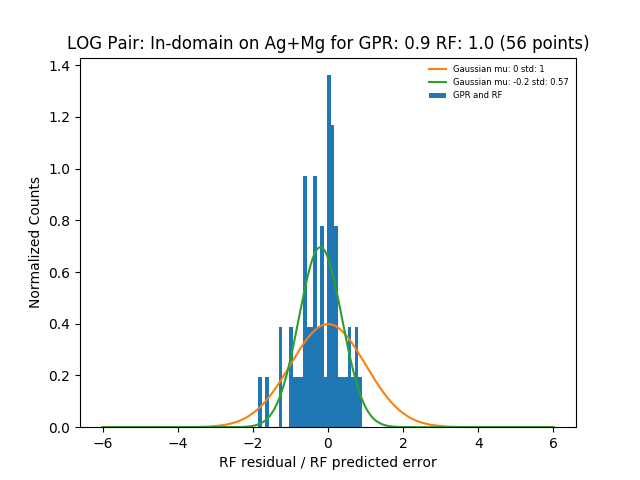 LOG Pair: In-domain on Ag+Mg for GPR: 0.9 RF: 1.0 (56 points)
Gaussian mu: 0 std: 1
Gaussian mu: -0.2 std: 0.57
GPR and RF
Normalized Counts
1.4
1.2
1.0
0.8
0.6
0.4
0.2
0.0
−6
−4
−2
0
2
4
6
RF residual / RF predicted error